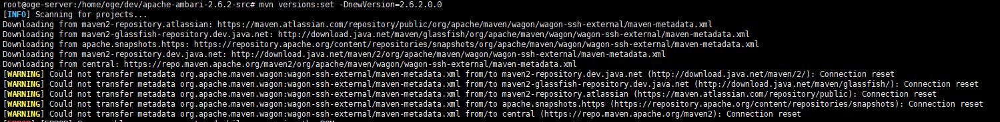 root@oge-server:/home/oge/dev/apache-ambari-2.6.2-src# mvn versions:set -DnewVersion=2.6.2.0.0
[INFO] Scanning for projects...
Downloading from maven2-repository.atlassian: https://maven.atlassian.com/repository/public/org/apache/maven/wagon/wagon-ssh-external/maven-metadata.xml
Downloading from maven2-glassfish-repository.dev.java.net: http://download.java.net/maven/glassfish/org/apache/maven/wagon/wagon-ssh-external/maven-metadata.xml
Downloading from apache.snapshots.https: https://repository.apache.org/content/repositories/snapshots/org/apache/maven/wagon/wagon-ssh-external/maven-metadata.xml
Downloading from maven2-repository.dev.java.net: http://download.java.net/maven/2/org/apache/maven/wagon/wagon-ssh-external/maven-metadata.xml
Downloading from central: https://repo.maven.apache.org/maven2/org/apache/maven/wagon/wagon-ssh-external/maven-metadata.xml
[WARNING] Could not transfer metadata org.apache.maven.wagon:wagon-ssh-external/maven-metadata.xml from/to maven2-repository.dev.java.net (http://download.java.net/maven/2/): Connection reset
[WARNING] Could not transfer metadata org.apache.maven.wagon:wagon-ssh-external/maven-metadata.xml from/to maven2-glassfish-repository.dev.java.net (http://download.java.net/maven/glassfish/): Connection reset
[WARNING] Could not transfer metadata org.apache.maven.wagon:wagon-ssh-external/maven-metadata.xml from/to maven2-repository.atlassian (https://maven.atlassian.com/repository/public): Connection reset
[WARNING] Could not transfer metadata org.apache.maven.wagon:wagon-ssh-external/maven-metadata.xml from/to apache.snapshots.https (https://repository.apache.org/content/repositories/snapshots): Connection reset
[WARNING] Could not transfer metadata org.apache.maven.wagon:wagon-ssh-external/maven-metadata.xml from/to central (https://repo.maven.apache.org/maven2): Connection reset